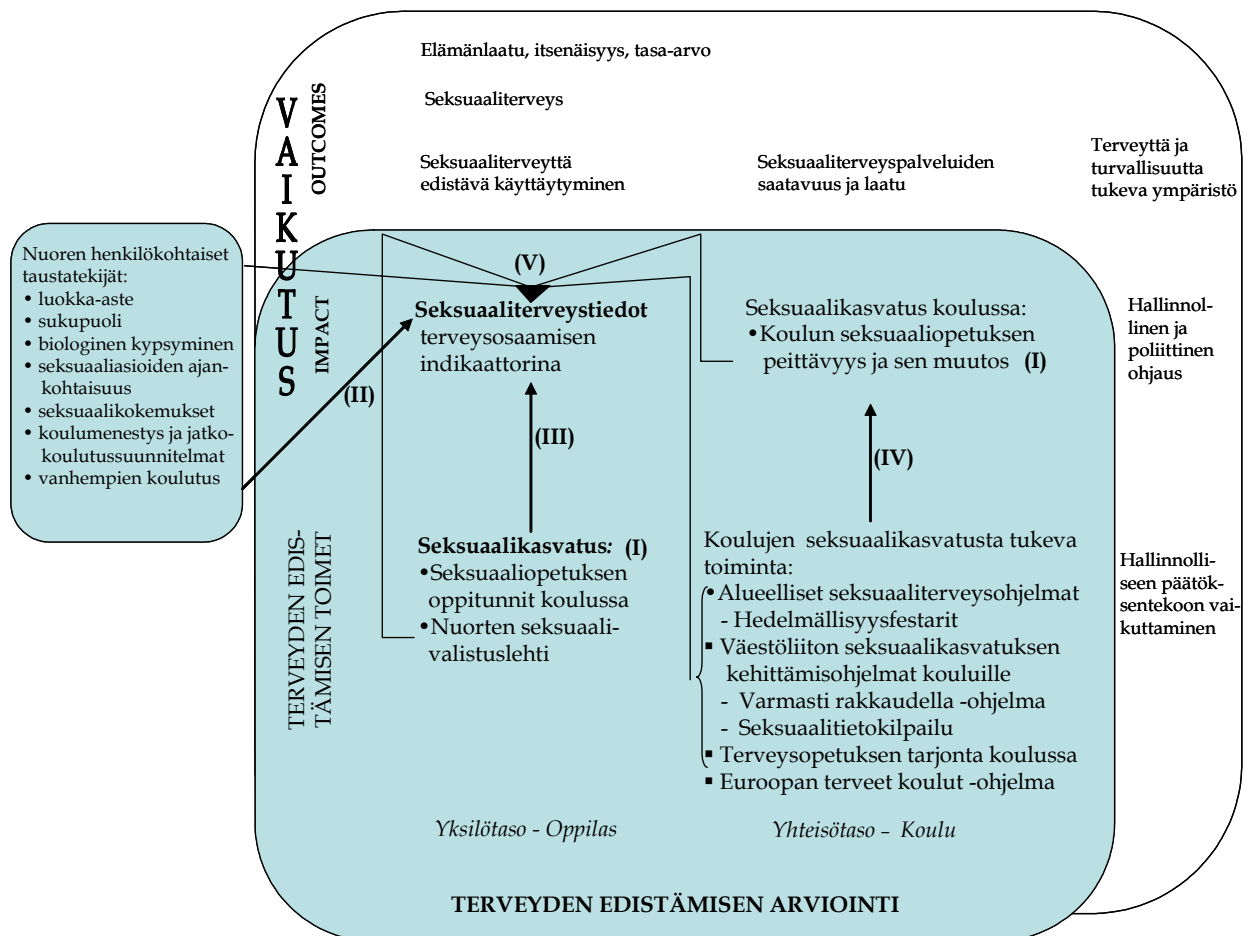 Elämänlaatu, itsenäisyys, tasa-arvo
Seksuaaliterveys
Seksuaaliterveyttä
edistävä käyttäytyminen
Seksuaaliterveyspalveluiden
saatavuus ja laatu
Terveyttä ja
turvallisuutta
tukeva ympäristö
VAIKUTUS
OUTCOMES
IMPACT
Nuoren henkilökohtaiset
taustatekijät:
• luokka-aste
• sukupuoli
• biologinen kypsyminen
• seksuaaliasioiden ajan-
kohtaisuus
• seksuaalikokemukset
• koulumenestys ja jatko-
koulutussuunnitelmat
• vanhempien koulutus
(II)
(V)
Seksuaaliterveystiedot
terveysosaamisen
indikaattorina
(III)
Seksuaalikasvatus koulussa:
•Koulun seksuaaliopetuksen
peittävyys ja sen muutos (I)
(IV)
Hallinnol-
linen ja
poliittinen
ohjaus
TERVEYDEN EDIS-
TÄMISEN TOIMET
Seksuaalikasvatus: (I)
•Seksuaaliopetuksen
oppitunnit koulussa
•Nuorten seksuaali-
valistuslehti
Koulujen seksuaalikasvatusta tukeva
toiminta:
•Alueelliset seksuaaliterveysohjelmat
- Hedelmällisyysfestarit
▪ Väestöliiton seksuaalikasvatuksen
kehittämisohjelmat kouluille
- Varmasti rakkaudella -ohjelma
- Seksuaalitietokilpailu
▪ Terveysopetuksen tarjonta koulussa
▪ Euroopan terveet koulut -ohjelma
Hallinnolli-
seen päätök-
sentekoon vai-
kuttaminen
Yksilötaso - Oppilas
Yhteisötaso – Koulu
TERVEYDEN EDISTÄMISEN ARVIOINTI